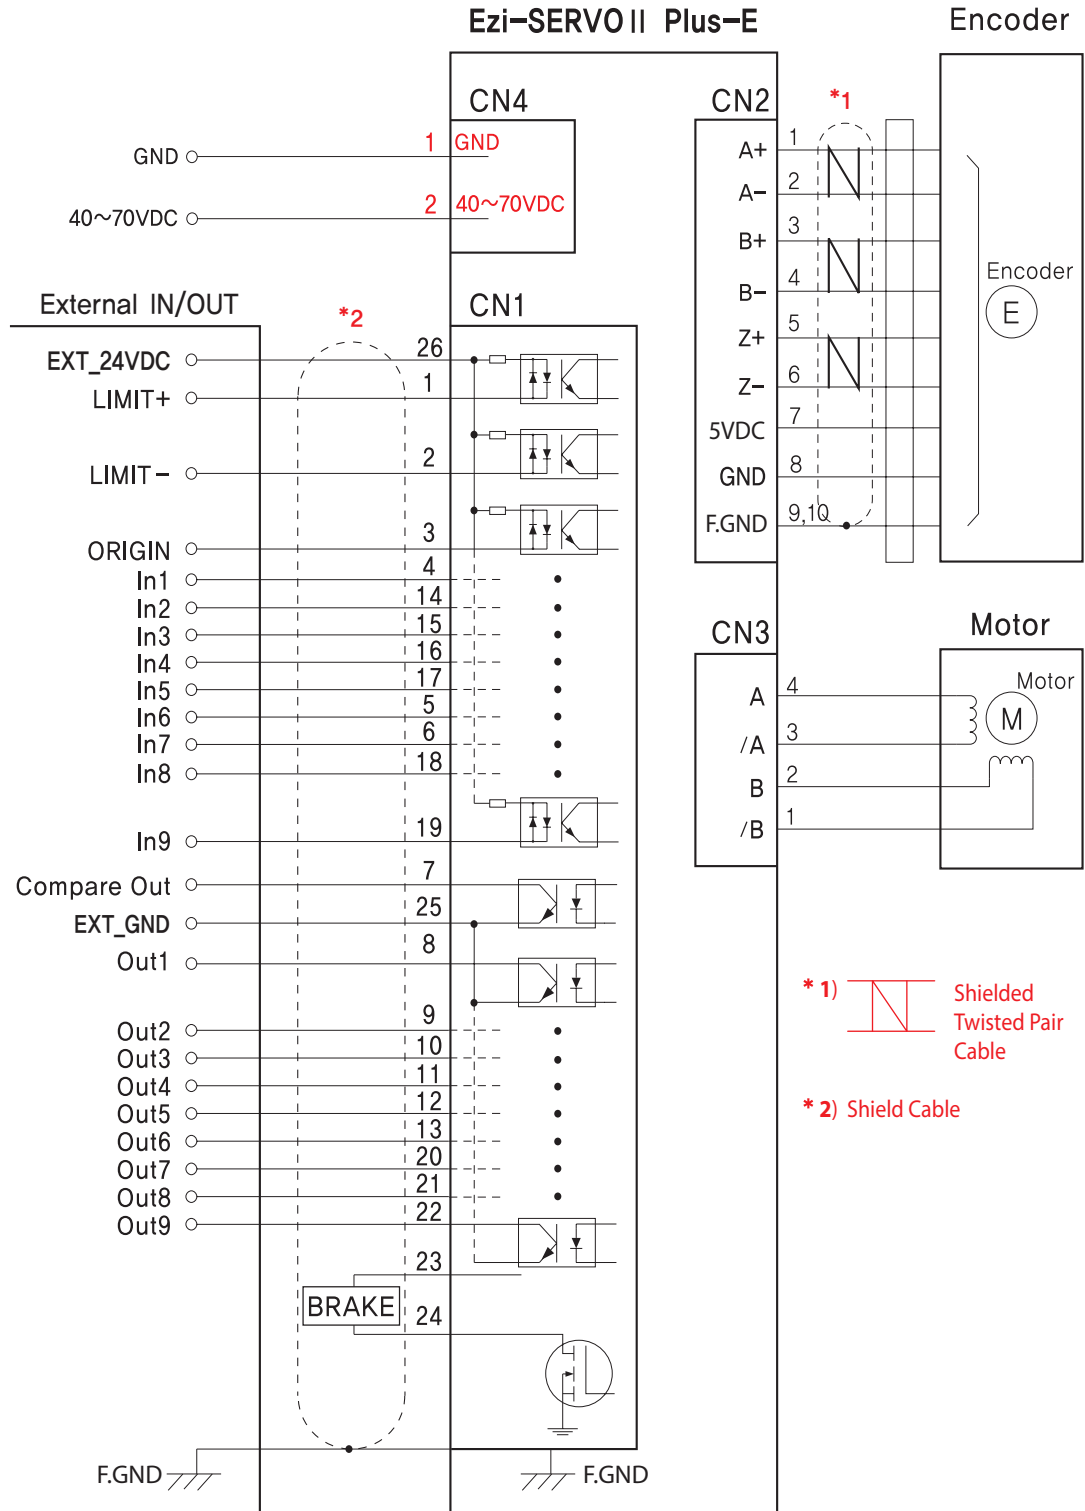 Ezi-SERVO II Plus-E
Encoder
CN4
CN2
*1
GND
1
GND
40~70VDC
2
40~70VDC
A+
1
A-
2
B+
3
B-
4
Z+
5
Z-
6
5VDC
7
GND
8
F.GND
9,10
Encoder
E
External IN/OUT
*2
CN1
EXT_24VDC
26
LIMIT+
1
LIMIT-
2
ORIGIN
3
In1
4
In2
14
In3
15
In4
16
In5
17
In6
5
In7
6
In8
18
In9
19
Compare Out
7
EXT_GND
25
Out1
8
Out2
9
Out3
10
Out4
11
Out5
12
Out6
13
Out7
20
Out8
21
Out9
22
23
BRAKE
24
F.GND
F.GND
CN3
Motor
A
4
/A
3
B
2
/B
1
Motor
M
* 1)
Shielded
Twisted Pair
Cable
* 2) Shield Cable